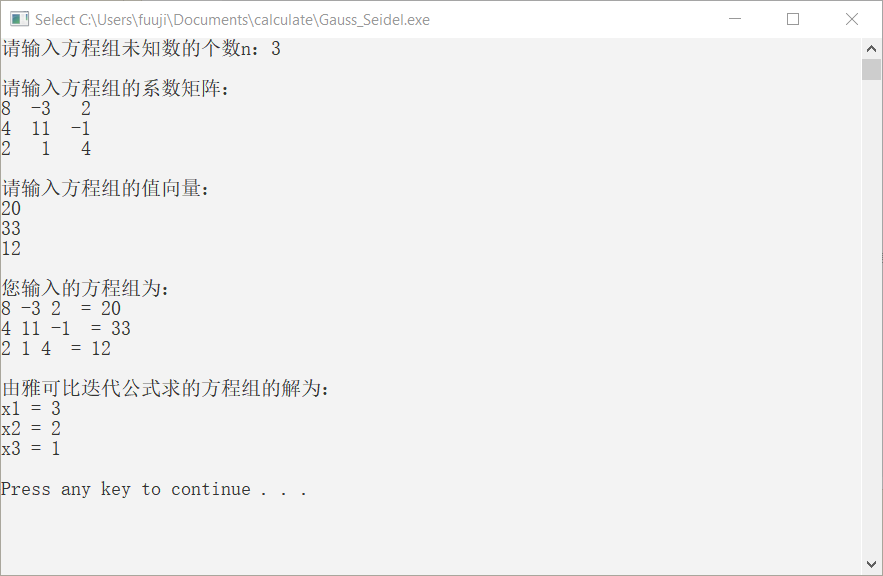 Select C:\Users\fuuji\Documents\calculate\Gauss_Seidel.exe
请输入方程组未知数的个数n：3
请输入方程组的系数矩阵：
8  -3   2
4  11  -1
2   1   4
请输入方程组的值向量：
20
33
12
您输入的方程组为：
8 -3 2  = 20
4 11 -1  = 33
2 1 4  = 12
由雅可比迭代公式求的方程组的解为：
x1 = 3
x2 = 2
x3 = 1
Press any key to continue . . .